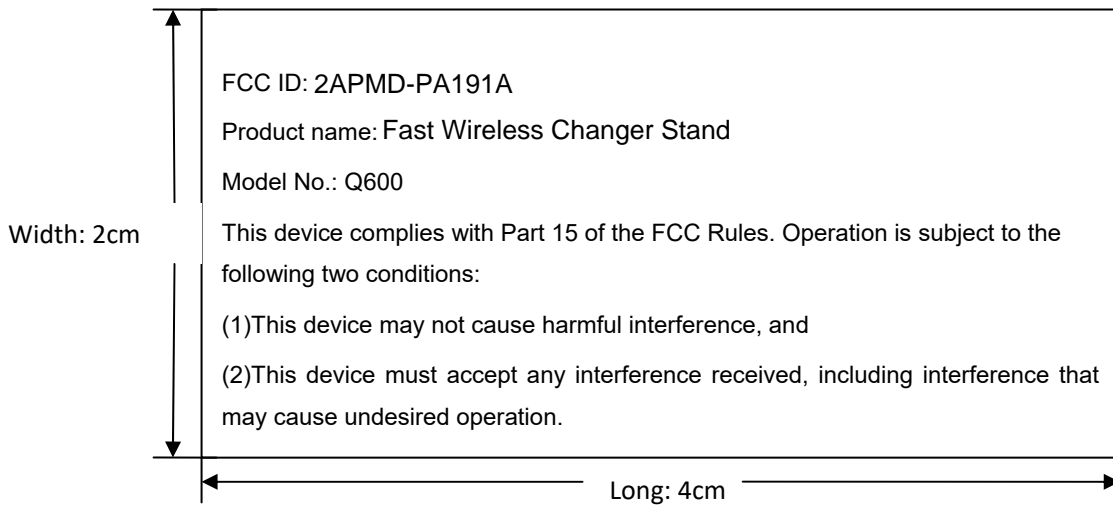 FCC ID: 2APMD-PA191A
Product name: Fast Wireless Changer Stand
Model No.: Q600
Width: 2cm
This device complies with Part 15 of the FCC Rules. Operation is subject to the
following two conditions:
(1)This device may not cause harmful interference, and
(2)This device must accept any interference received, including interference that
may cause undesired operation.
Long: 4cm